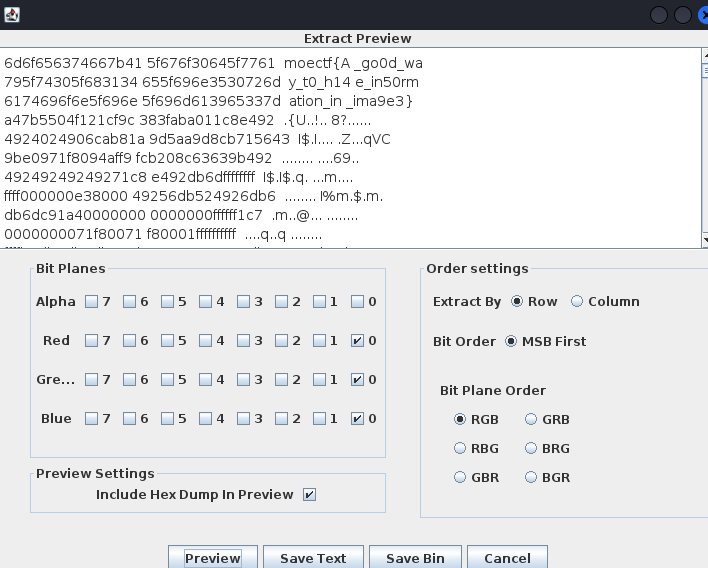 Extract Preview
6d6f656374667b41 5f676f30645f7761 moectf{A _go0d_wa
795f74305f683134 655f696e3530726d y_t0_h14 e_in50rm
6174696f6e5f696e 5f696d613965337d ation_in _ima9e3}
a47b5504f121cf9c 383faba011c8e492 .{U..!.. 8?......
4924024906cab81a 9d5aa9d8cb715643 I$.I.... .Z...qVC
9be0971f8094aff9 fcb208c63639b492 ........ ....69..
49249249249271c8 e492db6dffffffff I$.I$.q. ...m....
ffff000000e38000 49256db524926db6 ........ I%m.$.m.
db6dc91a40000000 0000000ffffff1c7 .m..@... ........
0000000071f80071 f80001ffffffffff ....q..q ........
Bit Planes
Alpha 7 6 5 4 3 2 1 0
Red 7 6 5 4 3 2 1 0
Gre... 7 6 5 4 3 2 1 0
Blue 7 6 5 4 3 2 1 0
Preview Settings
Include Hex Dump In Preview
Order settings
Extract By Row Column
Bit Order MSB First
Bit Plane Order
RGB GRB
RBG BRG
GBR BGR
Preview Save Text Save Bin Cancel